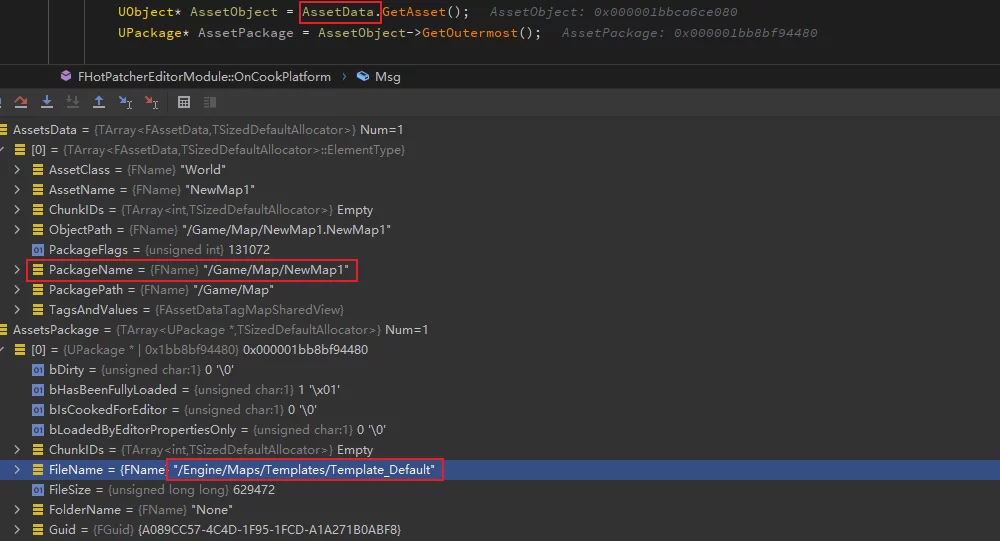 UObject* AssetObject = AssetData.GetAsset(); AssetObject: 0x000001bbca6ce080
UPackage* AssetPackage = AssetObject->GetOutermost(); AssetPackage: 0x000001bb8bf94480
FHotPatcherEditorModule::OnCookPlatform › Msg
AssetsData = {TArray<FAssetData,TSizedDefaultAllocator>} Num=1
[0] = {TArray<FAssetData,TSizedDefaultAllocator>::ElementType}
AssetClass = {FName} "World"
AssetName = {FName} "NewMap1"
ChunkIDs = {TArray<int,TSizedDefaultAllocator>} Empty
ObjectPath = {FName} "/Game/Map/NewMap1.NewMap1"
PackageFlags = {unsigned int} 131072
PackageName = {FName} "/Game/Map/NewMap1"
PackagePath = {FName} "/Game/Map"
TagsAndValues = {FAssetDataTagMapSharedView}
AssetsPackage = {TArray<UPackage *,TSizedDefaultAllocator>} Num=1
[0] = {UPackage * | 0x1bb8bf94480} 0x000001bb8bf94480
bDirty = {unsigned char:1} 0 '\0'
bHasBeenFullyLoaded = {unsigned char:1} 1 '\x01'
bIsCookedForEditor = {unsigned char:1} 0 '\0'
bLoadedByEditorPropertiesOnly = {unsigned char:1} 0 '\0'
ChunkIDs = {TArray<int,TSizedDefaultAllocator>} Empty
FileName = {FName} "/Engine/Maps/Templates/Template_Default"
FileSize = {unsigned long long} 629472
FolderName = {FName} "None"
Guid = {FGuid} {A089CC57-4C4D-1F95-1FCD-A1A271B0ABF8}